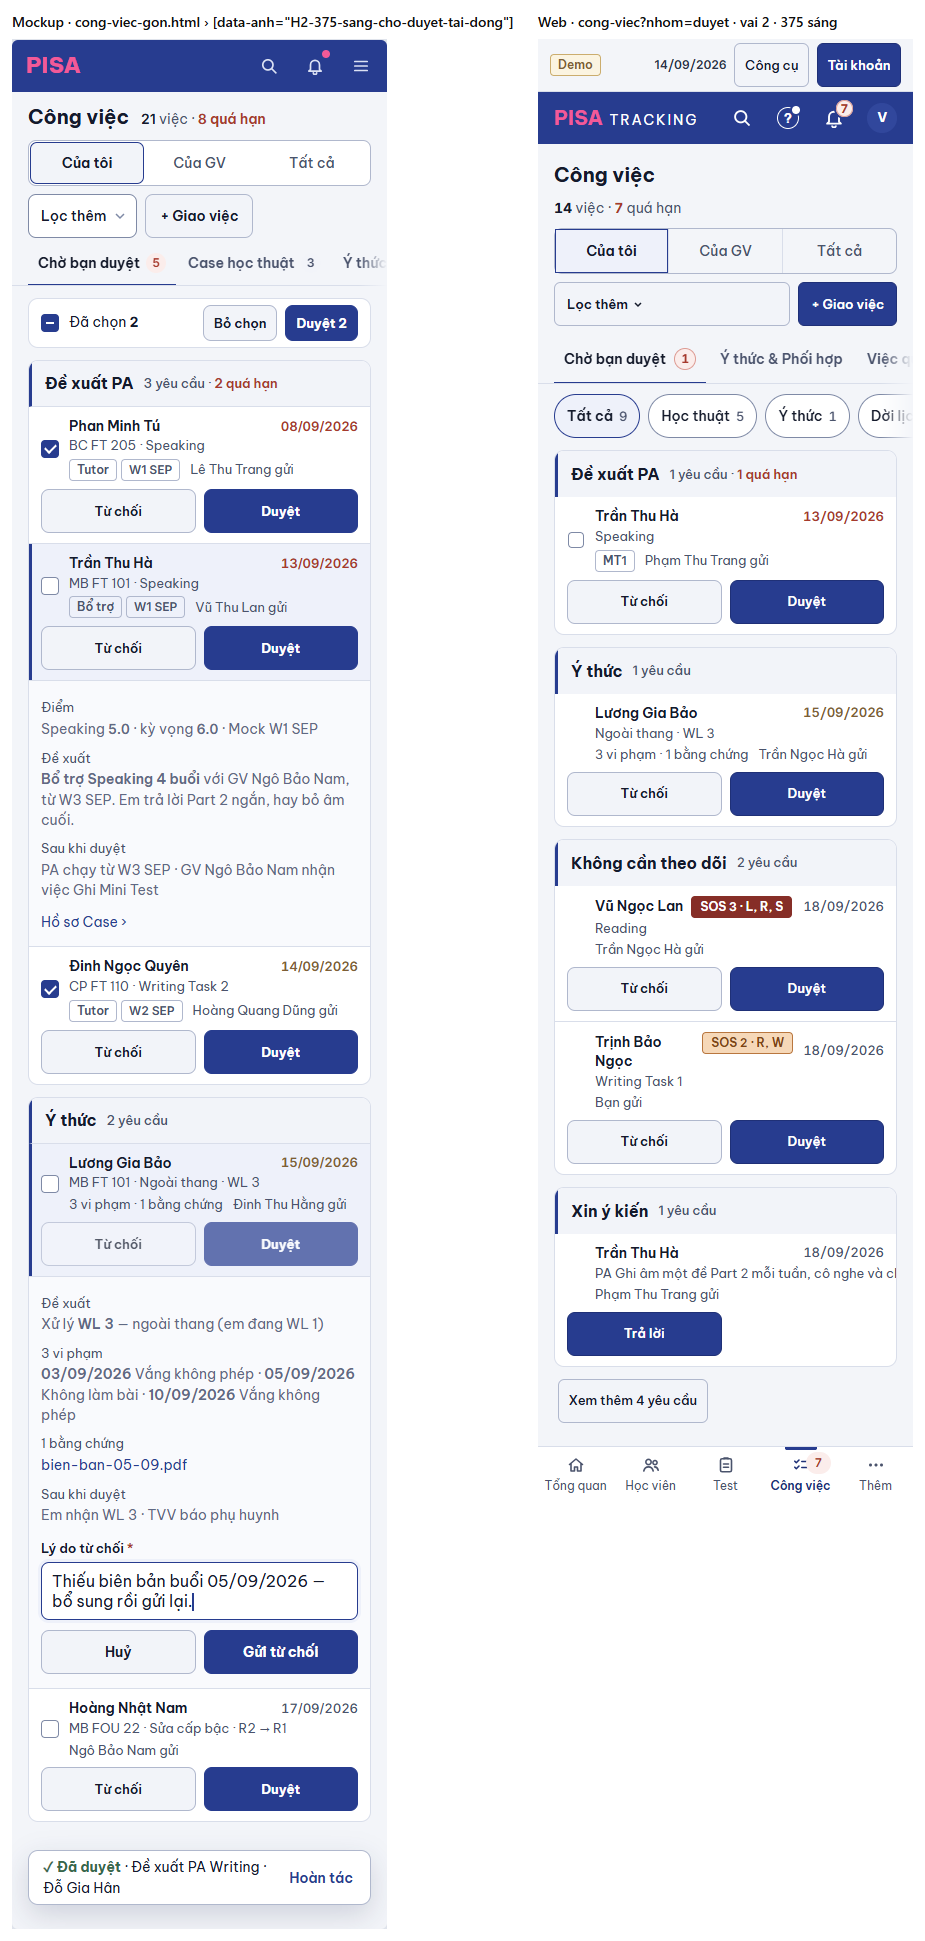 Mockup · cong-viec-gon.html › [data-anh="H2-375-sang-cho-duyet-tai-dong"]
PISA
Công việc 21 việc · 8 quá hạn
Của tôi Của GV Tất cả
Lọc thêm + Giao việc
Chờ bạn duyệt 5 Case học thuật 3 Ý thức
Đã chọn 2 Bỏ chọn Duyệt 2
Đề xuất PA 3 yêu cầu · 2 quá hạn
Phan Minh Tú 08/09/2026
BC FT 205 · Speaking
Tutor W1 SEP Lê Thu Trang gửi
Từ chối Duyệt
Trần Thu Hà 13/09/2026
MB FT 101 · Speaking
Bổ trợ W1 SEP Vũ Thu Lan gửi
Từ chối Duyệt
Điểm
Speaking 5.0 · kỳ vọng 6.0 · Mock W1 SEP
Đề xuất
Bổ trợ Speaking 4 buổi với GV Ngô Bảo Nam,
từ W3 SEP. Em trả lời Part 2 ngắn, hay bỏ âm
cuối.
Sau khi duyệt
PA chạy từ W3 SEP · GV Ngô Bảo Nam nhận
việc Ghi Mini Test
Hồ sơ Case ›
Đinh Ngọc Quyên 14/09/2026
CP FT 110 · Writing Task 2
Tutor W2 SEP Hoàng Quang Dũng gửi
Từ chối Duyệt
Ý thức 2 yêu cầu
Lương Gia Bảo 15/09/2026
MB FT 101 · Ngoài thang · WL 3
3 vi phạm · 1 bằng chứng Đinh Thu Hằng gửi
Từ chối Duyệt
Đề xuất
Xử lý WL 3 — ngoài thang (em đang WL 1)
3 vi phạm
03/09/2026 Vắng không phép · 05/09/2026
Không làm bài · 10/09/2026 Vắng không
phép
1 bằng chứng
bien-ban-05-09.pdf
Sau khi duyệt
Em nhận WL 3 · TVV báo phụ huynh
Lý do từ chối *
Thiếu biên bản buổi 05/09/2026 —
bổ sung rồi gửi lại.
Huỷ Gửi từ chối
Hoàng Nhật Nam 17/09/2026
MB FOU 22 · Sửa cấp bậc · R2 → R1
Ngô Bảo Nam gửi
Từ chối Duyệt
✓ Đã duyệt · Đề xuất PA Writing ·
Đỗ Gia Hân
Hoàn tác
Web · cong-viec?nhom=duyet · vai 2 · 375 sáng
Demo 14/09/2026 Công cụ Tài khoản
PISA TRACKING ? 7 V
Công việc
14 việc · 7 quá hạn
Của tôi Của GV Tất cả
Lọc thêm + Giao việc
Chờ bạn duyệt 1 Ý thức & Phối hợp Việc
Tất cả 9 Học thuật 5 Ý thức 1 Dời
Đề xuất PA 1 yêu cầu · 1 quá hạn
Trần Thu Hà 13/09/2026
Speaking
MT1 Phạm Thu Trang gửi
Từ chối Duyệt
Ý thức 1 yêu cầu
Lương Gia Bảo 15/09/2026
Ngoài thang · WL 3
3 vi phạm · 1 bằng chứng Trần Ngọc Hà gửi
Từ chối Duyệt
Không cần theo dõi 2 yêu cầu
Vũ Ngọc Lan SOS 3 · L, R, S 18/09/2026
Reading
Trần Ngọc Hà gửi
Từ chối Duyệt
Trịnh Bảo Ngọc SOS 2 · R, W 18/09/2026
Writing Task 1
Bạn gửi
Từ chối Duyệt
Xin ý kiến 1 yêu cầu
Trần Thu Hà 18/09/2026
PA Ghi âm một đề Part 2 mỗi tuần, cô nghe và
Phạm Thu Trang gửi
Trả lời
Xem thêm 4 yêu cầu
Tổng quan Học viên Test Công việc 7 Thêm